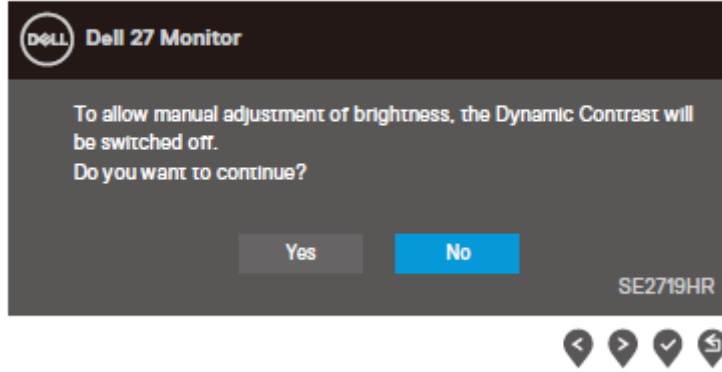 DELL Dell 27 Monitor
To allow manual adjustment of brightness, the Dynamic Contrast will
be switched off.
Do you want to continue?
Yes No
SE2719HR